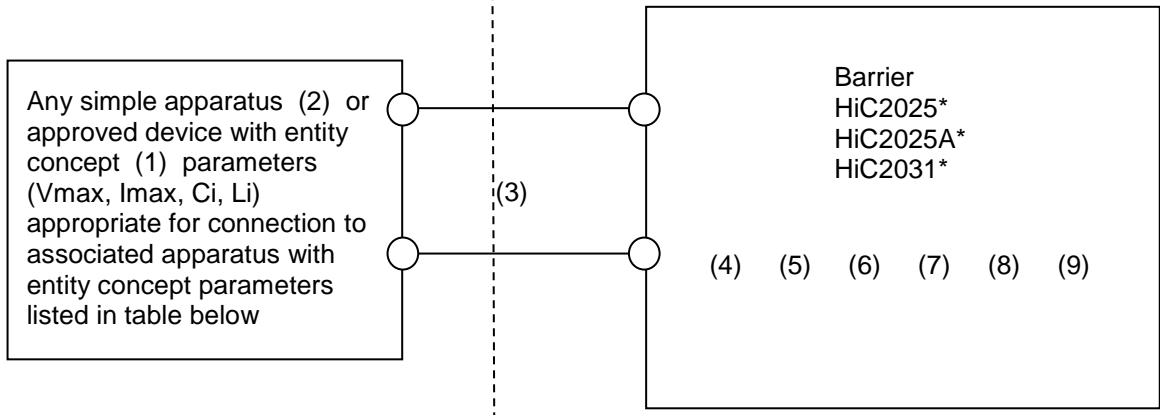 Any simple apparatus (2) or
approved device with entity
concept (1) parameters
(Vmax, Imax, Ci, Li)
appropriate for connection to
associated apparatus with
entity concept parameters
listed in table below
(3)
Barrier
HiC2025*
HiC2025A*
HiC2031*
(4) (5) (6) (7) (8) (9)